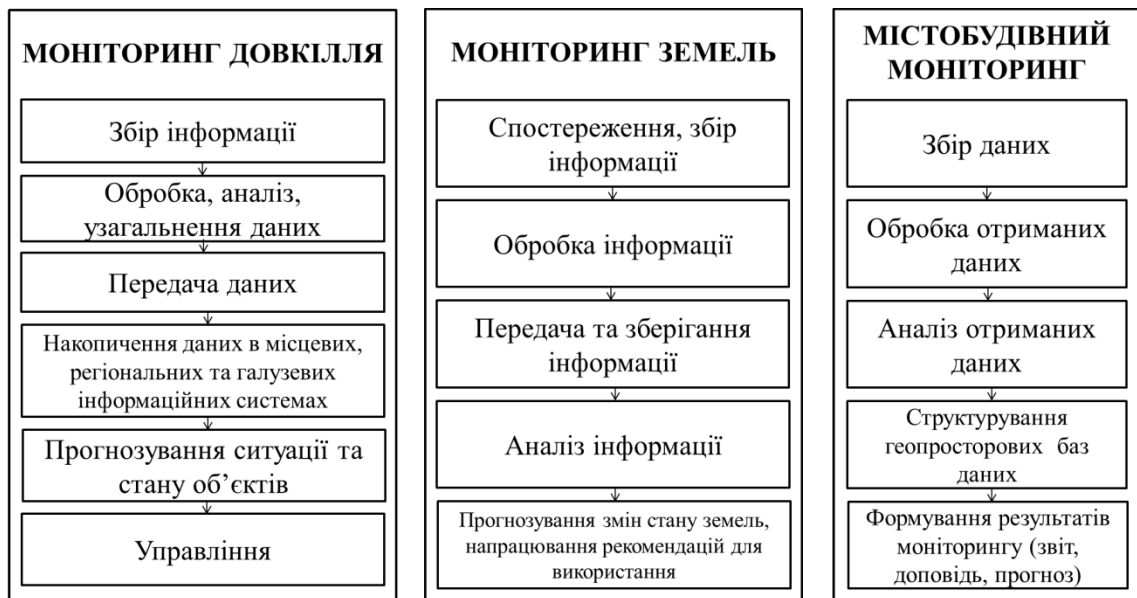 МОНІТОРИНГ ДОВКІЛЛЯ
Збір інформації
Обробка, аналіз,
узагальнення даних
Передача даних
Накопичення даних в місцевих,
регіональних та галузевих
інформаційних системах
Прогнозування ситуації та
стану об’єктів
Управління
МОНІТОРИНГ ЗЕМЕЛЬ
Спостереження, збір
інформації
Обробка інформації
Передача та зберігання
інформації
Аналіз інформації
Прогнозування змін стану земель,
напрацювання рекомендацій для
використання
МІСТОБУДІВНИЙ
МОНІТОРИНГ
Збір даних
Обробка отриманих
даних
Аналіз отриманих
даних
Структурування
геопросторових баз
даних
Формування результатів
моніторингу (звіт,
доповідь, прогноз)